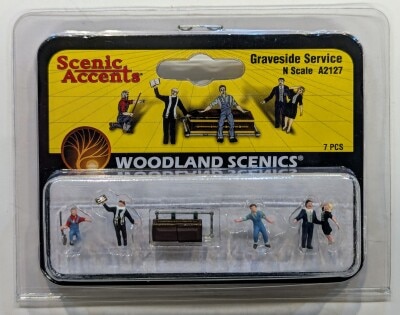 Scenic
Accents®
Graveside Service
N Scale A2127
7 PCS
WOODLAND SCENICS®